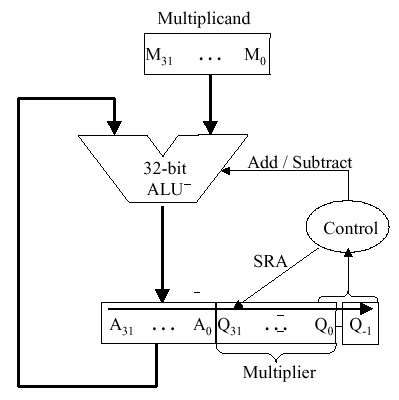 Multiplicand
M31 ... M0
32-bit
ALU
Add / Subtract
Control
SRA
A31 ... A0 Q31 ... Q0 Q-1
Multiplier